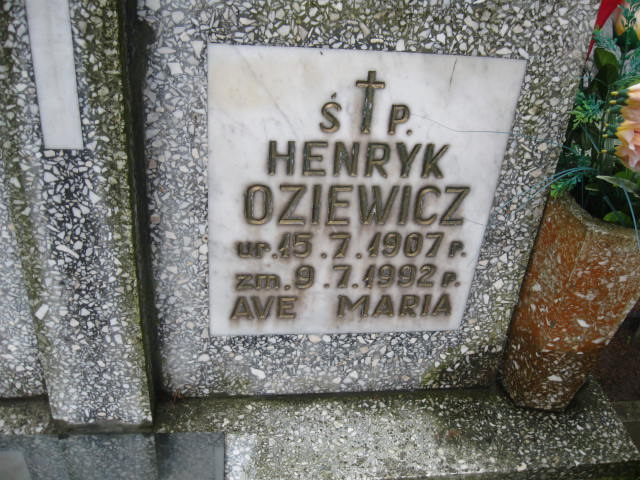 Ś P.
HENRYK
OZIEWICZ
ur. 15.7.1907 r.
zm. 9.7.1992 r.
AVE MARIA